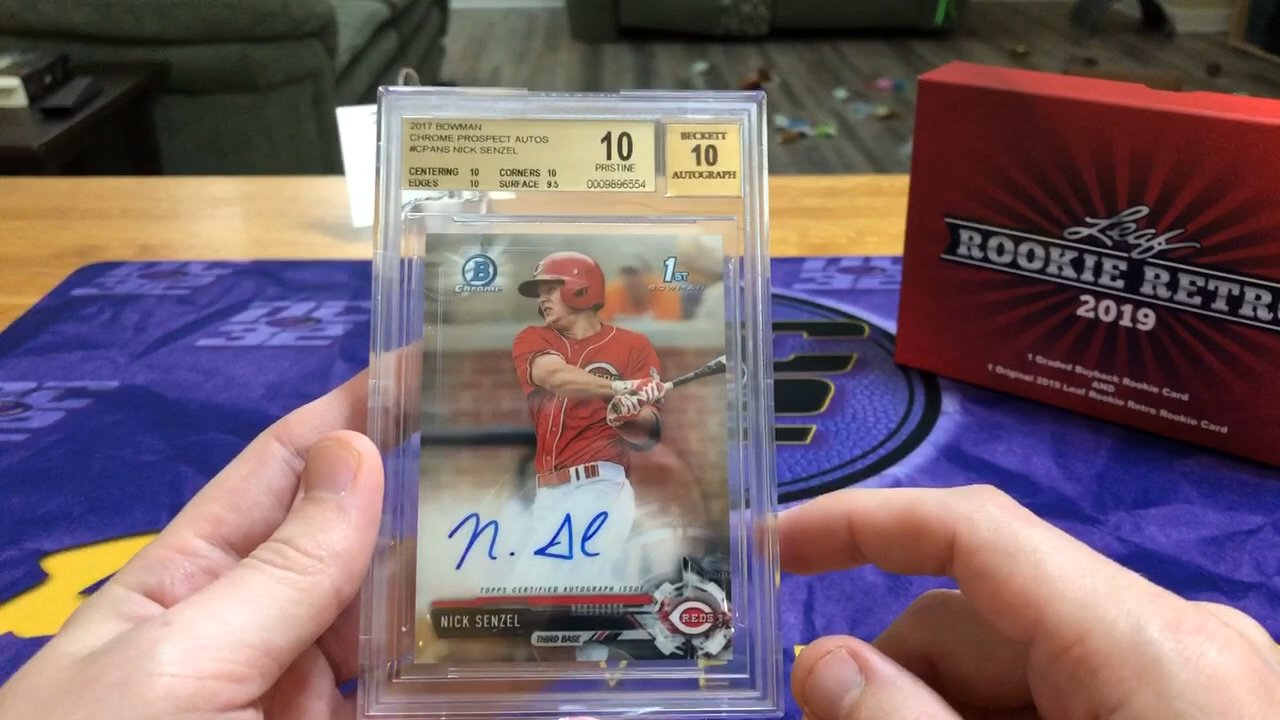 2017 BOWMAN
CHROME PROSPECT AUTOS
#CPANS NICK SENZEL
CENTERING 10 CORNERS 10
EDGES 10 SURFACE 9.5
10
PRISTINE
0009896554
BECKETT
10
AUTOGRAPH
B
Chrome
1ST
BOWMAN
N. Sl
TOPPS CERTIFIED AUTOGRAPH ISSUE
NICK SENZEL
THIRD BASE
REDS
Leaf
ROOKIE RETR
2019
1 Graded Buyback Rookie Card
AND
1 Original 2019 Leaf Rookie Retro Rookie Card